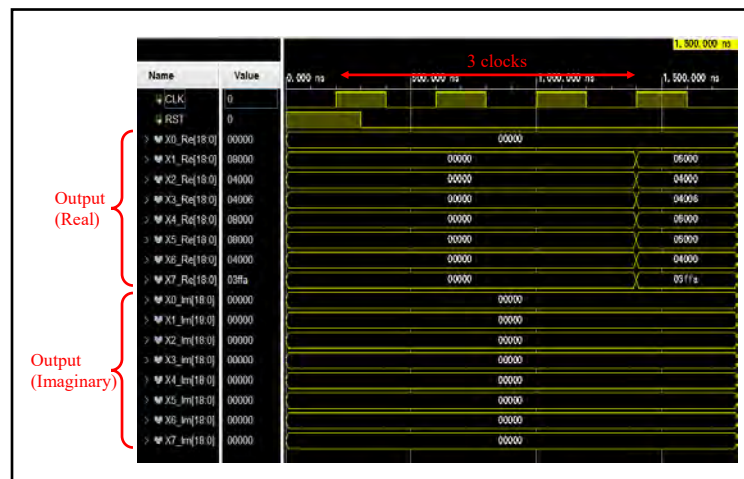 1,500.000 ns
3 clocks
Name Value 0.000 ns 500.000 ns 1,000.000 ns 1,500.000 ns
CLK 0
RST 0
X0_Re[18:0] 00000 00000
X1_Re[18:0] 08000 00000 08000
X2_Re[18:0] 04000 00000 04000
X3_Re[18:0] 04006 00000 04006
X4_Re[18:0] 08000 00000 08000
X5_Re[18:0] 08000 00000 08000
X6_Re[18:0] 04000 00000 04000
X7_Re[18:0] 03ffa 00000 03ffa
Output
(Real)
X0_Im[18:0] 00000 00000
X1_Im[18:0] 00000 00000
X2_Im[18:0] 00000 00000
X3_Im[18:0] 00000 00000
X4_Im[18:0] 00000 00000
X5_Im[18:0] 00000 00000
X6_Im[18:0] 00000 00000
X7_Im[18:0] 00000 00000
Output
(Imaginary)